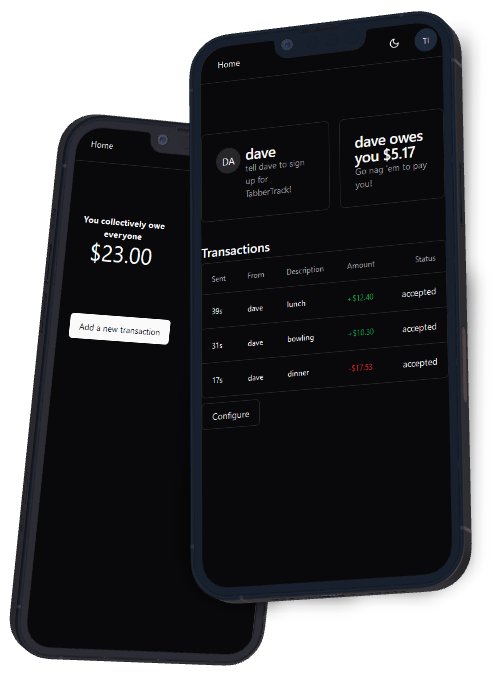 Home
You collectively owe
everyone
$23.00
Add a new transaction
Home
TI
DA
dave
tell dave to sign
up for
TabberTradd!
dave owes
you $5.17
Go nag 'em to pay
you!
Transactions
Sent From Description Amount Status
39s dave lunch +$12.40 accepted
31s dave bowling +$10.30 accepted
17s dave dinner -$17.53 accepted
Configure